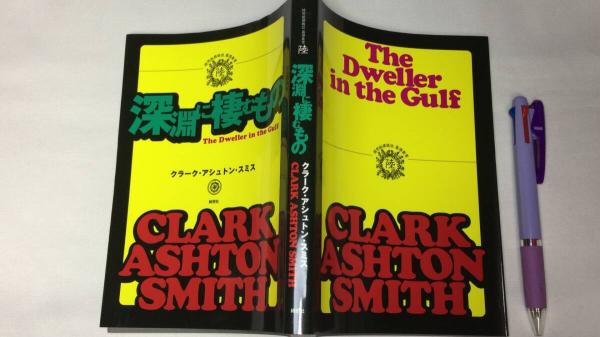 陸
深淵に棲むもの
The Dweller in the Gulf
クラーク・アシュトン・スミス
CLARK
ASHTON
SMITH
陸
深淵に棲むもの
クラーク・アシュトン・スミス
CLARK ASHTON SMITH
The
Dweller
in the Gulf
陸
CLARK
ASHTON
SMITH